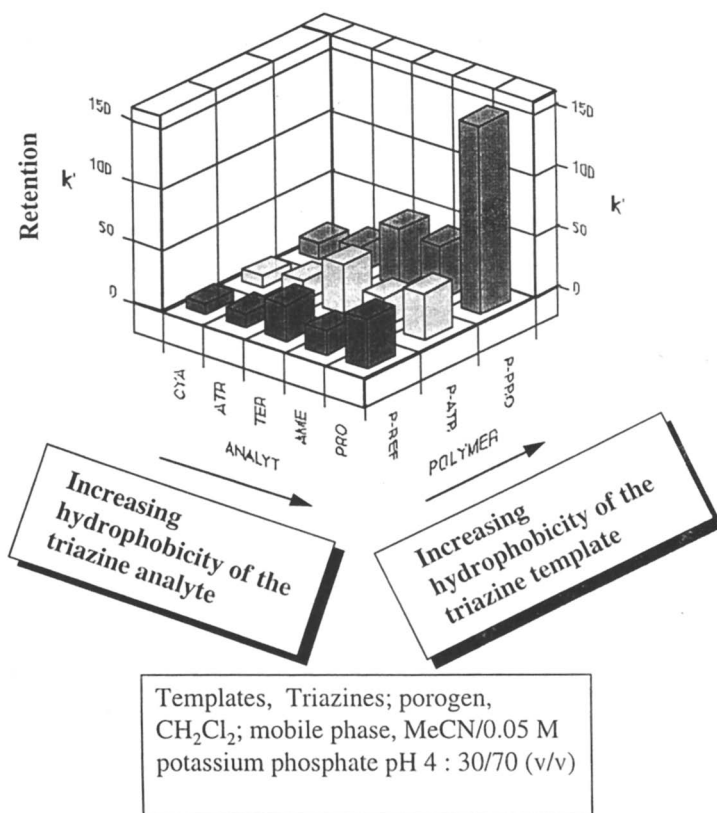 Retention
k'
150
100
50
0
150
100
50
0
k'
CYA
ATR
TER
AME
PRO
P-REF
P-ATR
P-PRO
ANALYT
POLYMER
Increasing
hydrophobicity of the
triazine analyte
Increasing
hydrophobicity of the
triazine template
Templates, Triazines; porogen,
CH₂Cl₂; mobile phase, MeCN/0.05 M
potassium phosphate pH 4 : 30/70 (v/v)